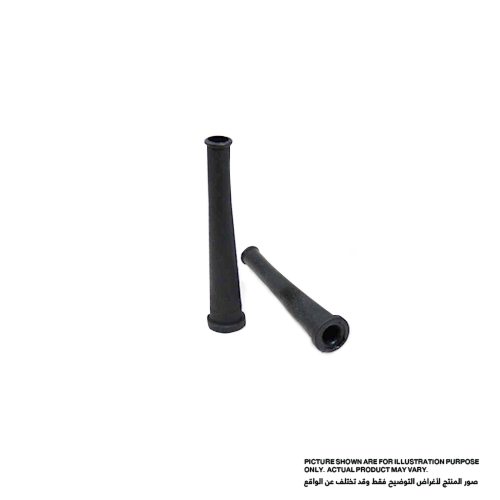 PICTURE SHOWN ARE FOR ILLUSTRATION PURPOSE
ONLY. ACTUAL PRODUCT MAY VARY.
صور المنتج لأغراض التوضيح فقط وقد تختلف عن الواقع